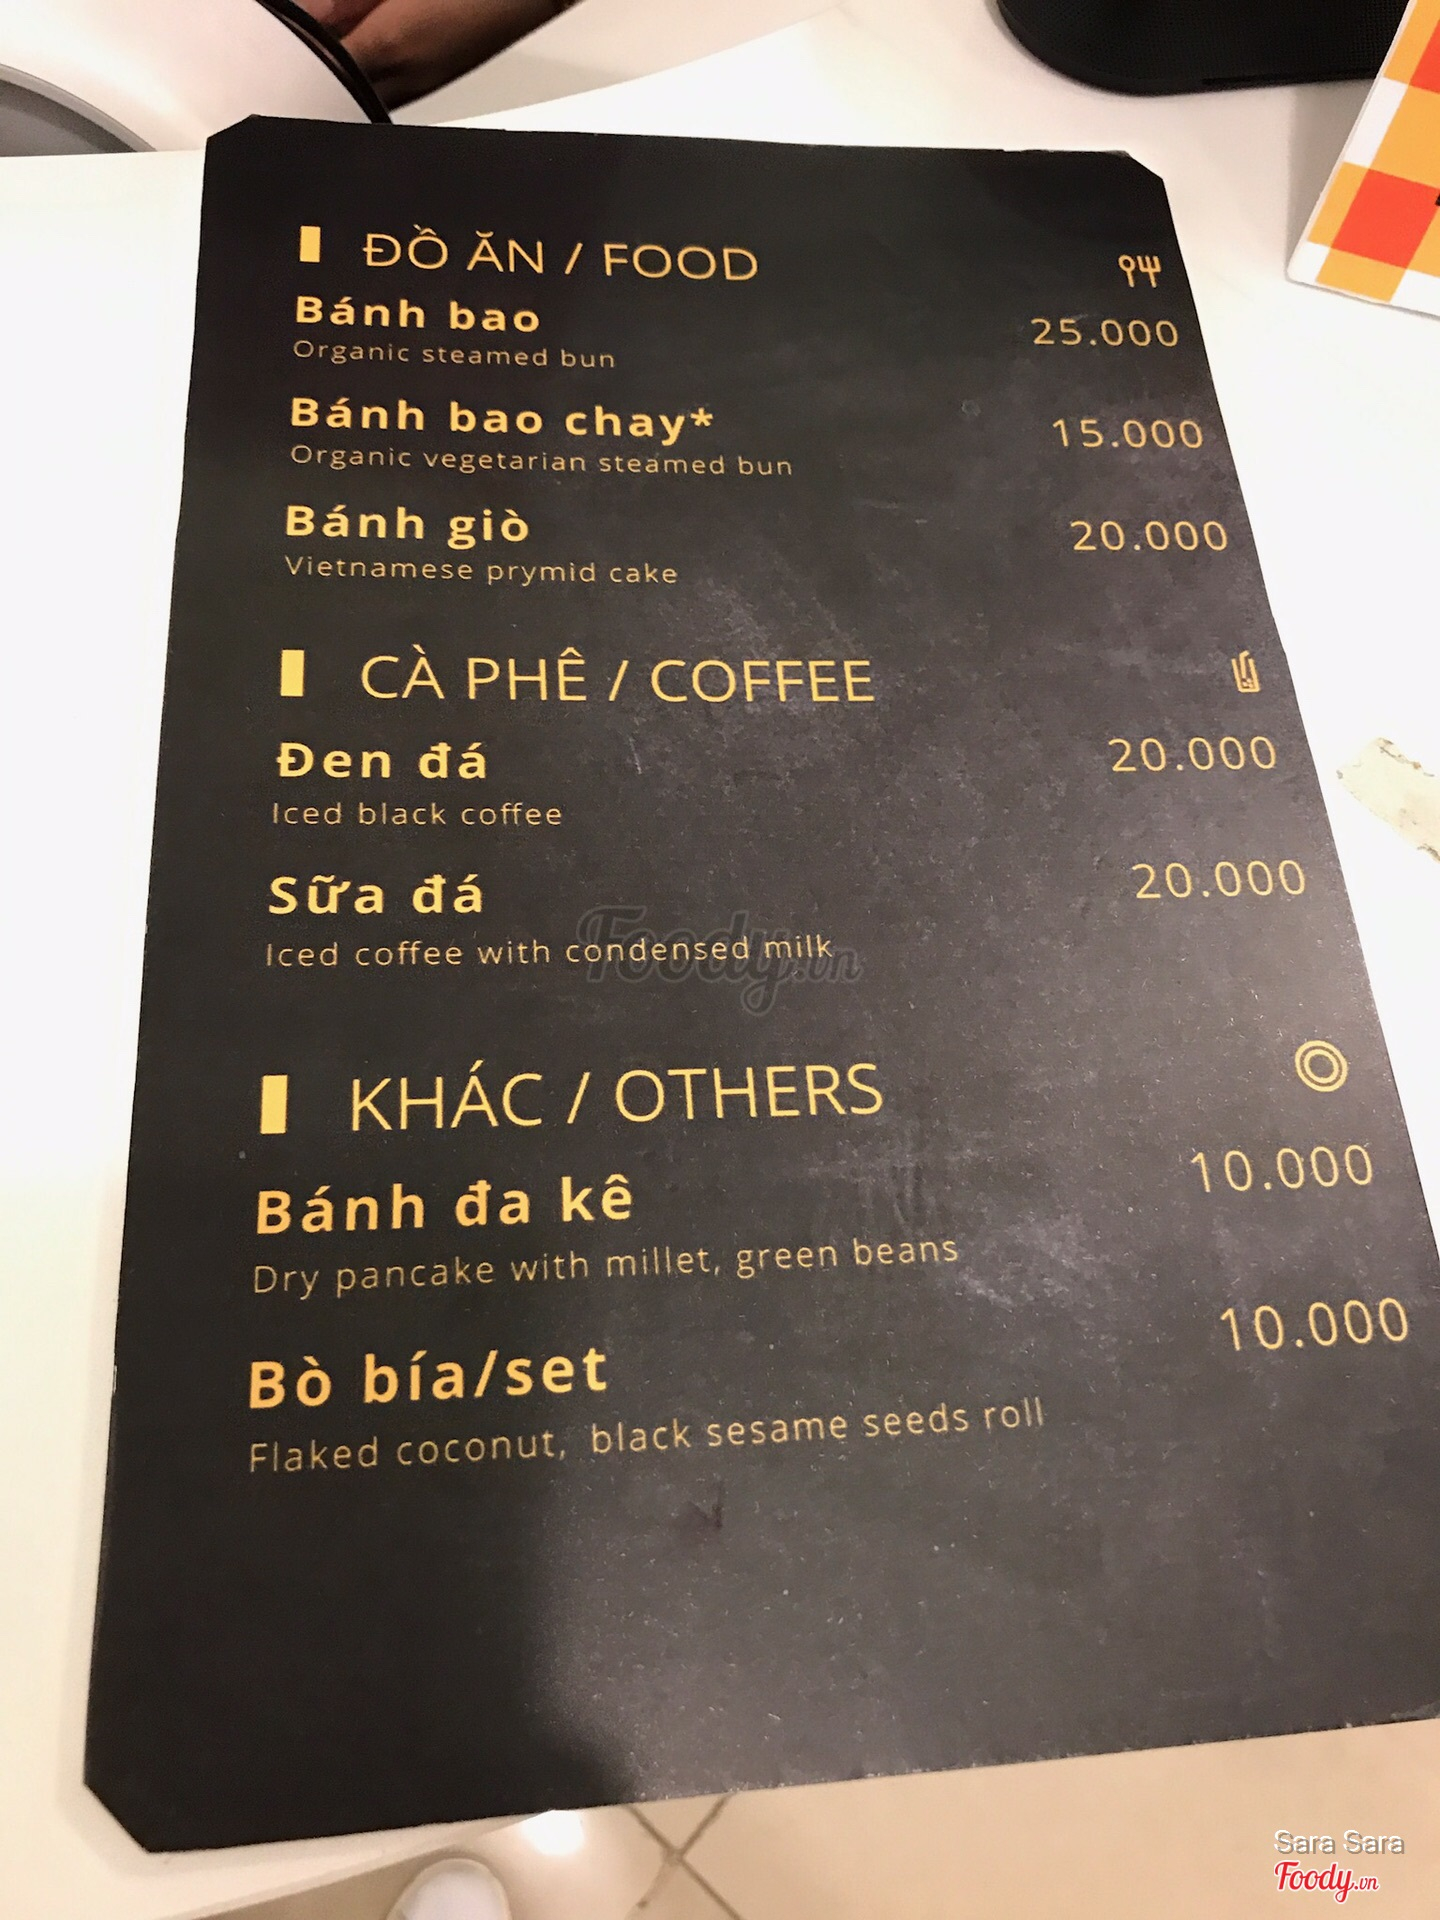 ĐỒ ĂN / FOOD
Bánh bao 25.000
Organic steamed bun
Bánh bao chay* 15.000
Organic vegetarian steamed bun
Bánh giò 20.000
Vietnamese prymid cake
CÀ PHÊ / COFFEE
Đen đá 20.000
Iced black coffee
Sữa đá 20.000
Iced coffee with condensed milk
Foody.vn
KHÁC / OTHERS
Bánh đa kê 10.000
Dry pancake with millet, green beans
Bò bía/set 10.000
Flaked coconut, black sesame seeds roll
Sara Sara
Foody.vn